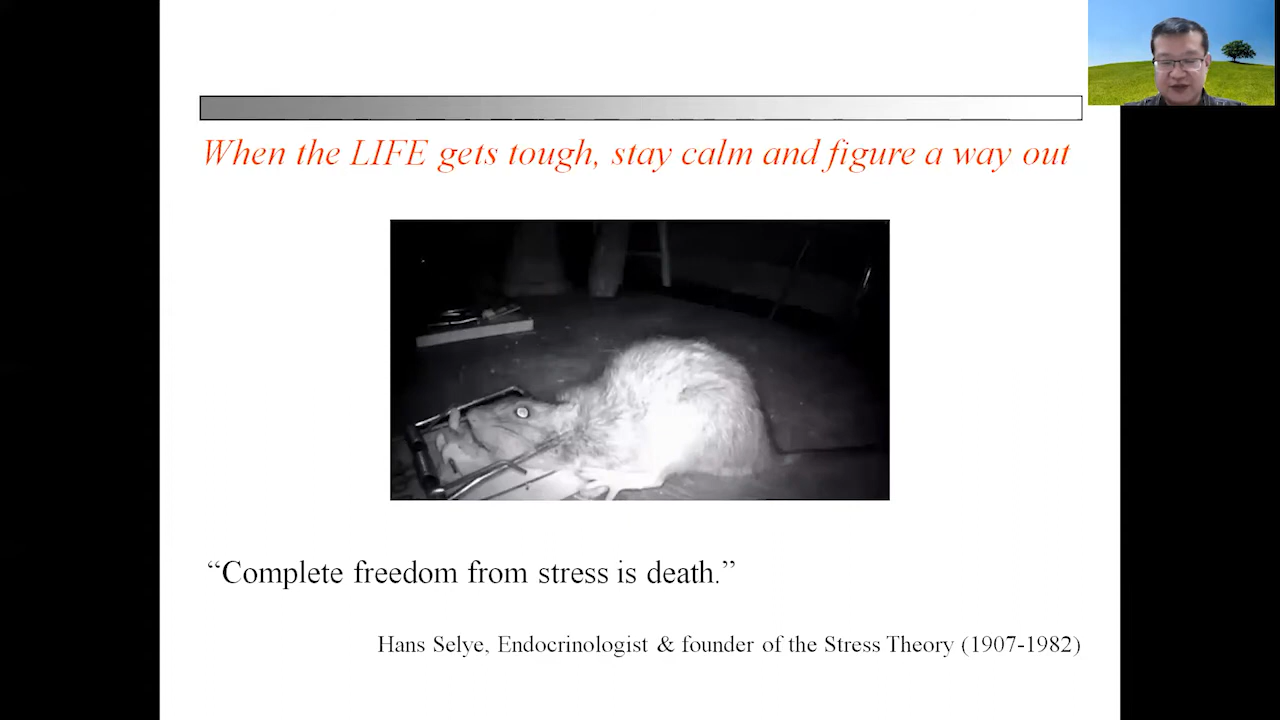 When the LIFE gets tough, stay calm and figure a way out
“Complete freedom from stress is death.”
Hans Selye, Endocrinologist & founder of the Stress Theory (1907-1982)